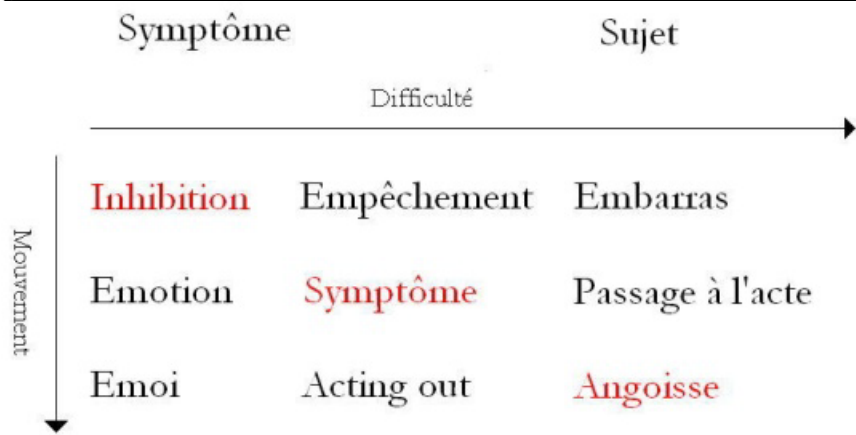 Symptôme Sujet
Difficulté
Mouvement
Inhibition Empêchement Embarras
Emotion Symptôme Passage à l'acte
Emoi Acting out Angoisse